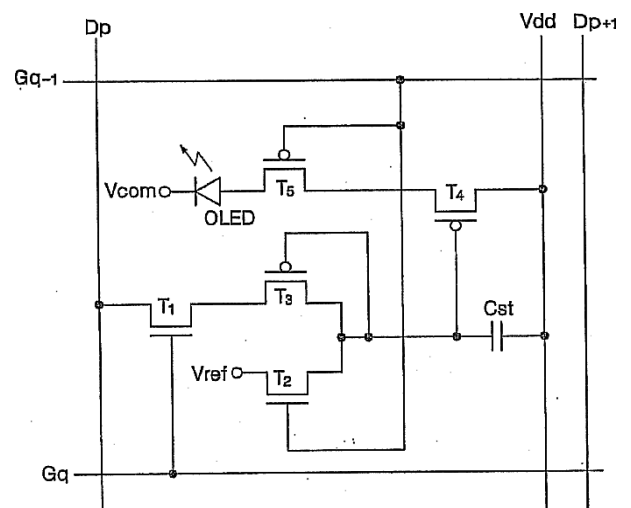 Dp
Vdd
Dp+1
Gq-1
T5
T4
Vcom
OLED
T1
T3
Cst
Vref
T2
Gq